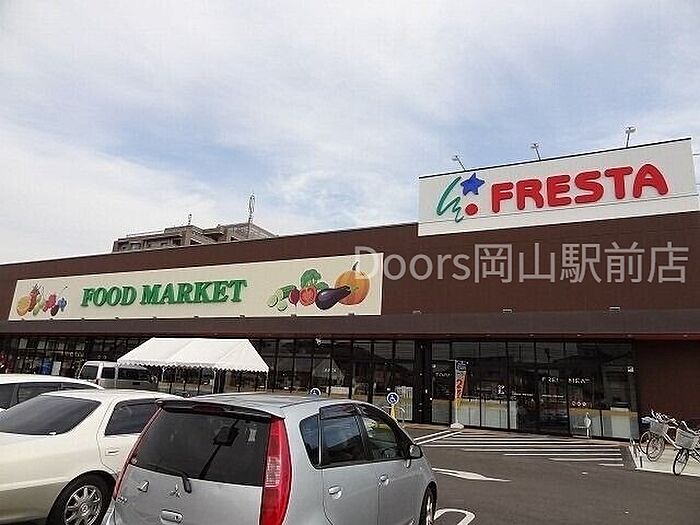 FRESTA
Doors岡山駅前店
FOOD MARKET